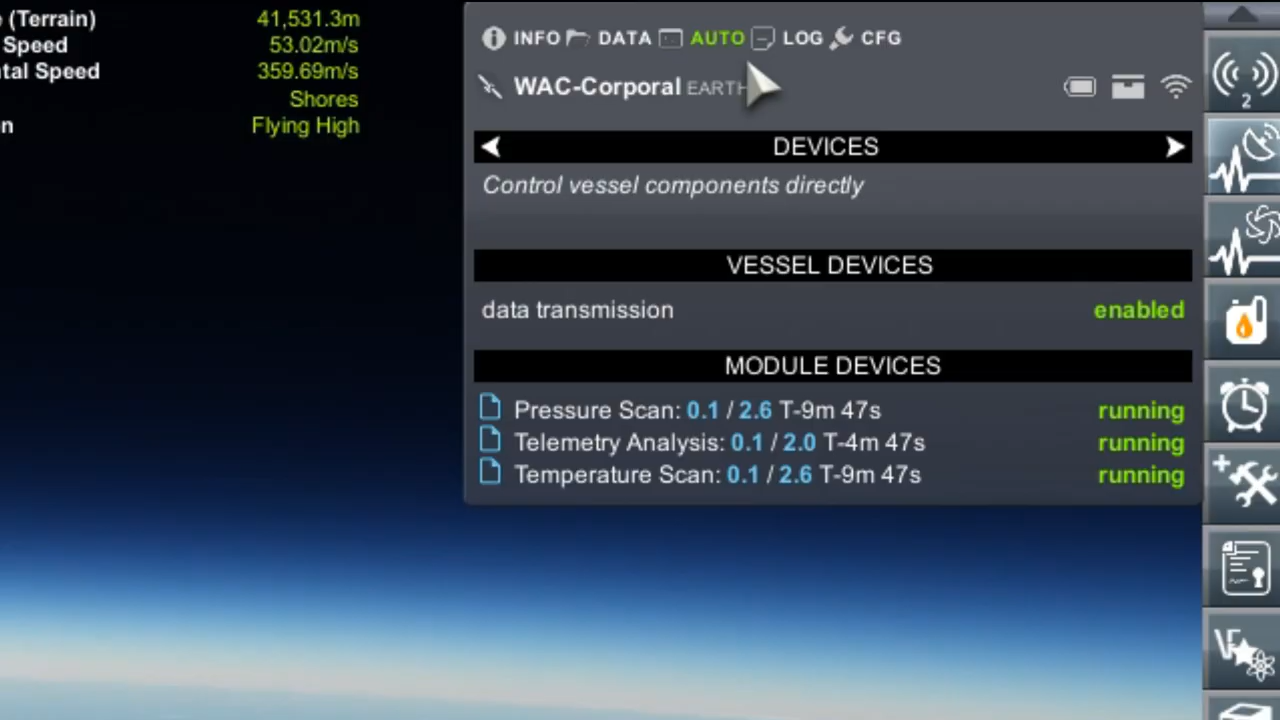 (Terrain) 41,531.3m
Speed 53.02m/s
tal Speed 359.69m/s
Shores
n Flying High
INFO DATA AUTO LOG CFG
WAC-Corporal EARTH
DEVICES
Control vessel components directly
VESSEL DEVICES
data transmission enabled
MODULE DEVICES
Pressure Scan: 0.1 / 2.6 T-9m 47s running
Telemetry Analysis: 0.1 / 2.0 T-4m 47s running
Temperature Scan: 0.1 / 2.6 T-9m 47s running
2